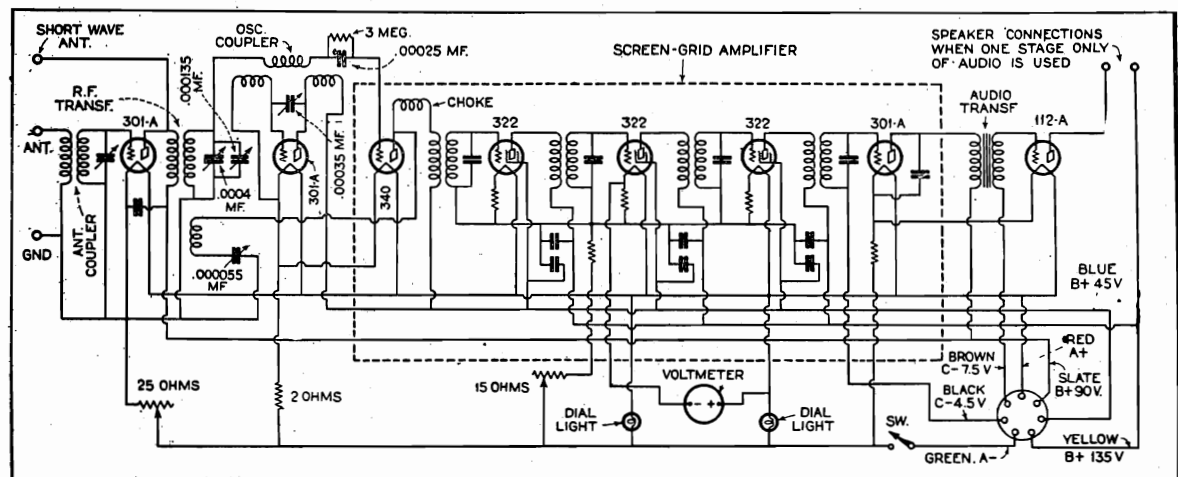 SHORT WAVE
ANT.
OSC.
COUPLER
3 MEG.
.00025 MF.
SCREEN-GRID AMPLIFIER
SPEAKER CONNECTIONS
WHEN ONE STAGE ONLY
OF AUDIO IS USED
.000135
MF.
R.F.
TRANSF.
CHOKE
AUDIO
TRANSF
301-A
322
322
322
301-A
112-A
ANT.
.00035 MF.
.0004
MF.
301-A
340
ANT.
COUPLER
GND
.000055
MF
BLUE
B+ 45V
RED
A+
BROWN
C-7.5 V
SLATE
B+90V.
BLACK
C-4.5 V
25 OHMS
2 OHMS
15 OHMS
VOLTMETER
- +
DIAL
LIGHT
DIAL
LIGHT
SW.
GREEN. A-
YELLOW
B+ 135 V